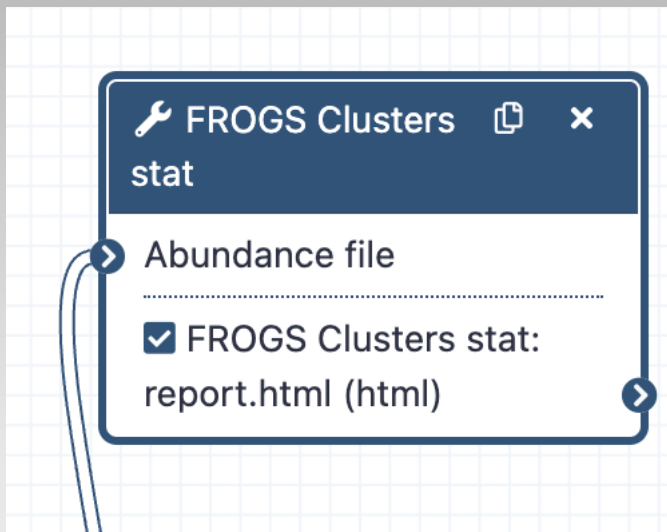 FROGS Clusters
stat
Abundance file
FROGS Clusters stat:
report.html (html)